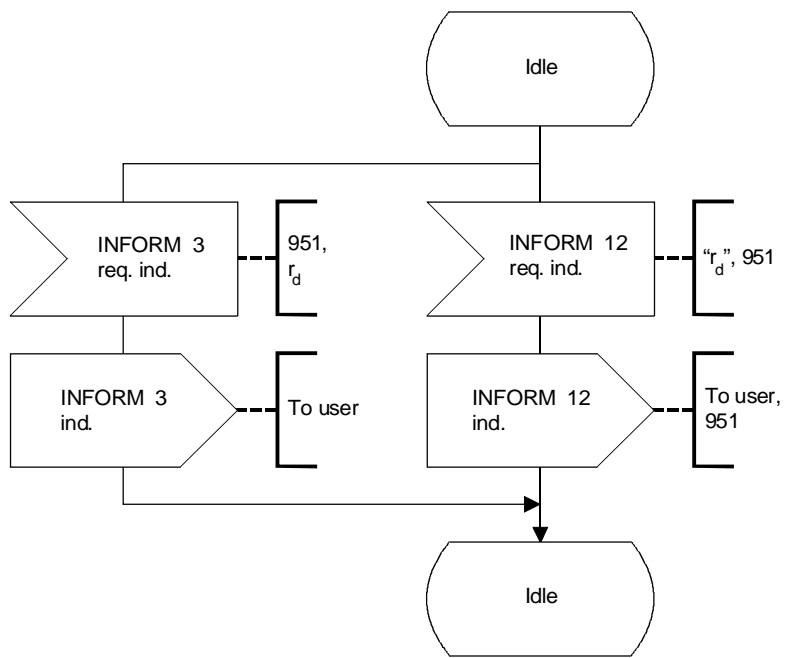 Idle
INFORM 3
req. ind.
951,
r_d
INFORM 12
req. ind.
“r_d”, 951
INFORM 3
ind.
To user
INFORM 12
ind.
To user,
951
Idle